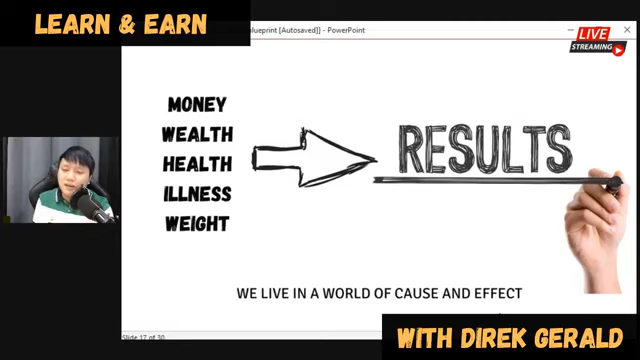 LEARN & EARN
blueprint [Autosaved]] - PowerPoint
LIVE
STREAMING
MONEY
WEALTH
HEALTH
ILLNESS
WEIGHT
RESULTS
WE LIVE IN A WORLD OF CAUSE AND EFFECT
Slide 17 of 30
WITH DIREK GERALD